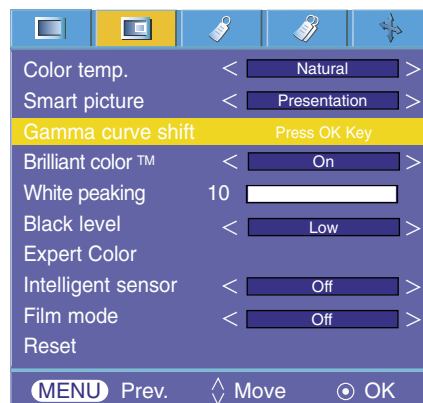 Color temp. < Natural >
Smart picture < Presentation >
Gamma curve shift Press OK Key
Brilliant color TM < On >
White peaking 10
Black level < Low >
Expert Color
Intelligent sensor < Off >
Film mode < Off >
Reset
MENU Prev. Move OK